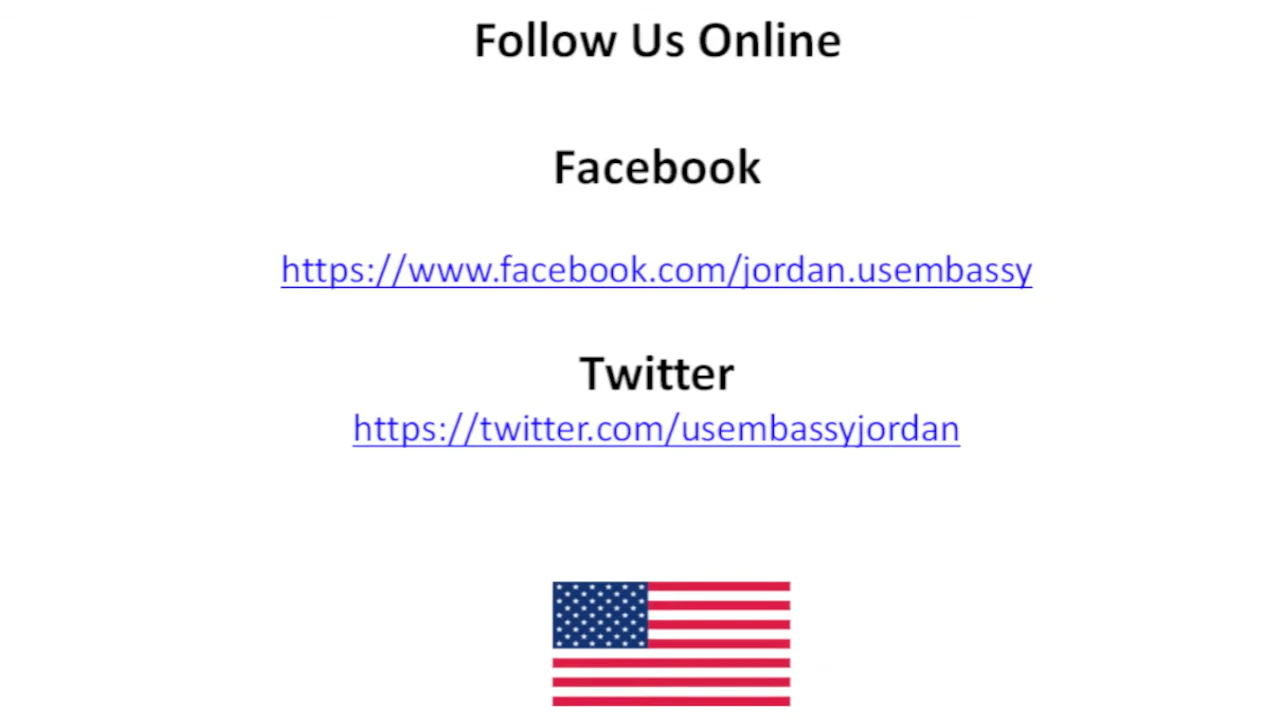 Follow Us Online
Facebook
https://www.facebook.com/jordan.usembassy
Twitter
https://twitter.com/usembassyjordan